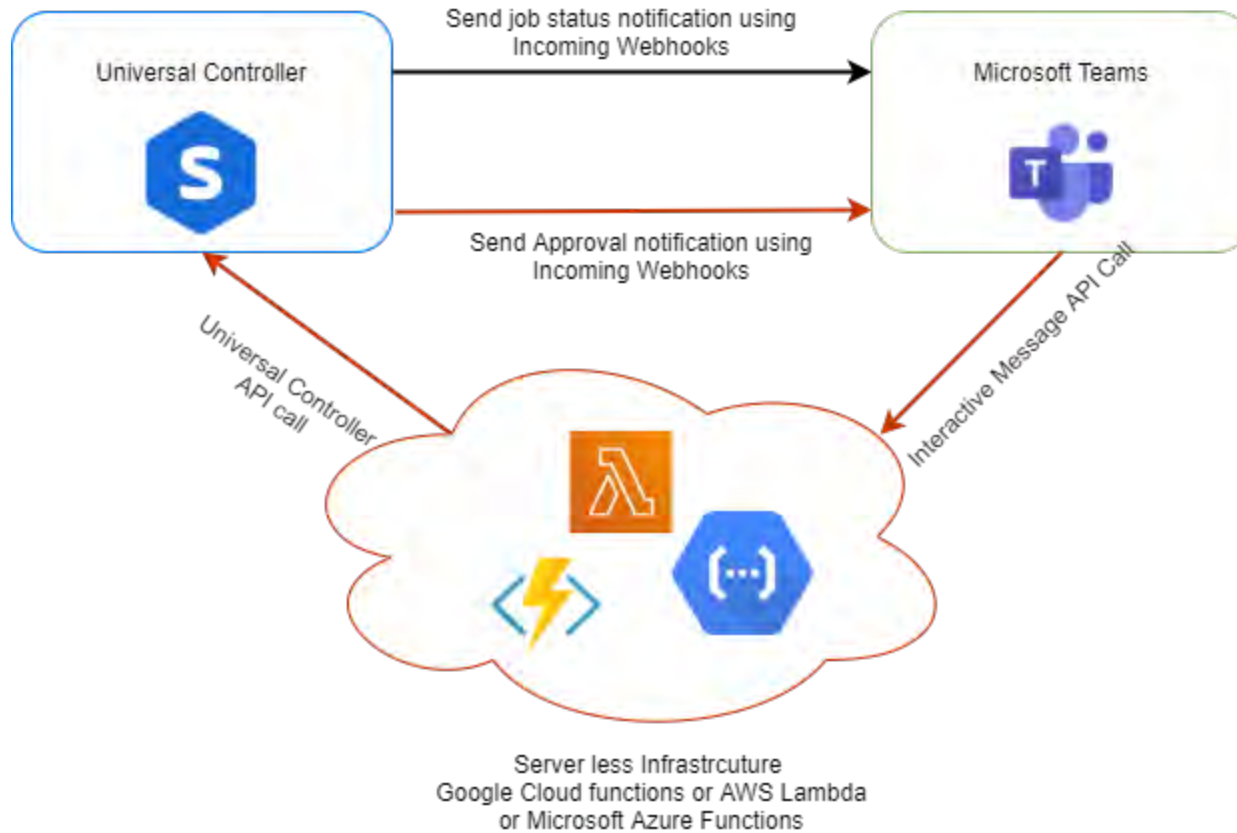 Send job status notification using
Incoming Webhooks
Universal Controller
Microsoft Teams
S
T
Send Approval notification using
Incoming Webhooks
Universal Controller
API call
Interactive Message API Call
Server less Infrastrcuture
Google Cloud functions or AWS Lambda
or Microsoft Azure Functions